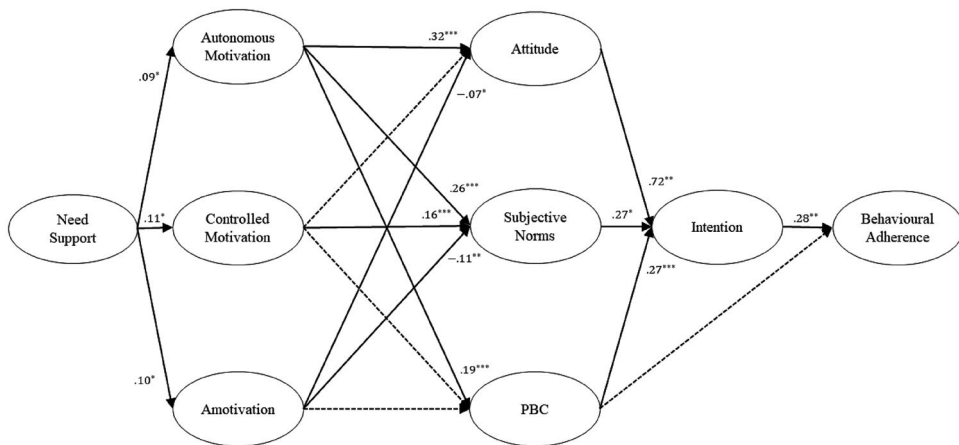 Autonomous
Motivation
.32***
Attitude
.09*
−.07*
.26***
.72**
Need
Support
.11*
Controlled
Motivation
.16***
Subjective
Norms
.27*
Intention
.28**
Behavioural
Adherence
−.11**
.27***
.10*
.19***
Amotivation
PBC